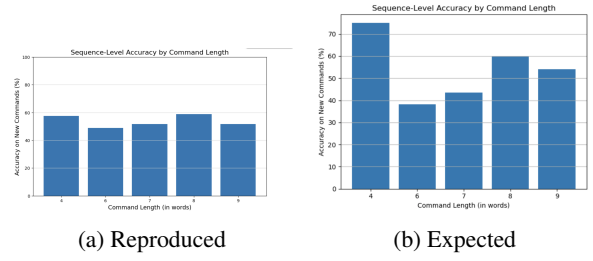 Sequence-Level Accuracy by Command Length
Accuracy on New Commands (%)
100
80
60
40
20
0
4 6 7 8 9
Command Length (in words)
(a) Reproduced
Sequence-Level Accuracy by Command Length
Accuracy on New Commands (%)
70
60
50
40
30
20
10
0
4 6 7 8 9
Command Length (in words)
(b) Expected